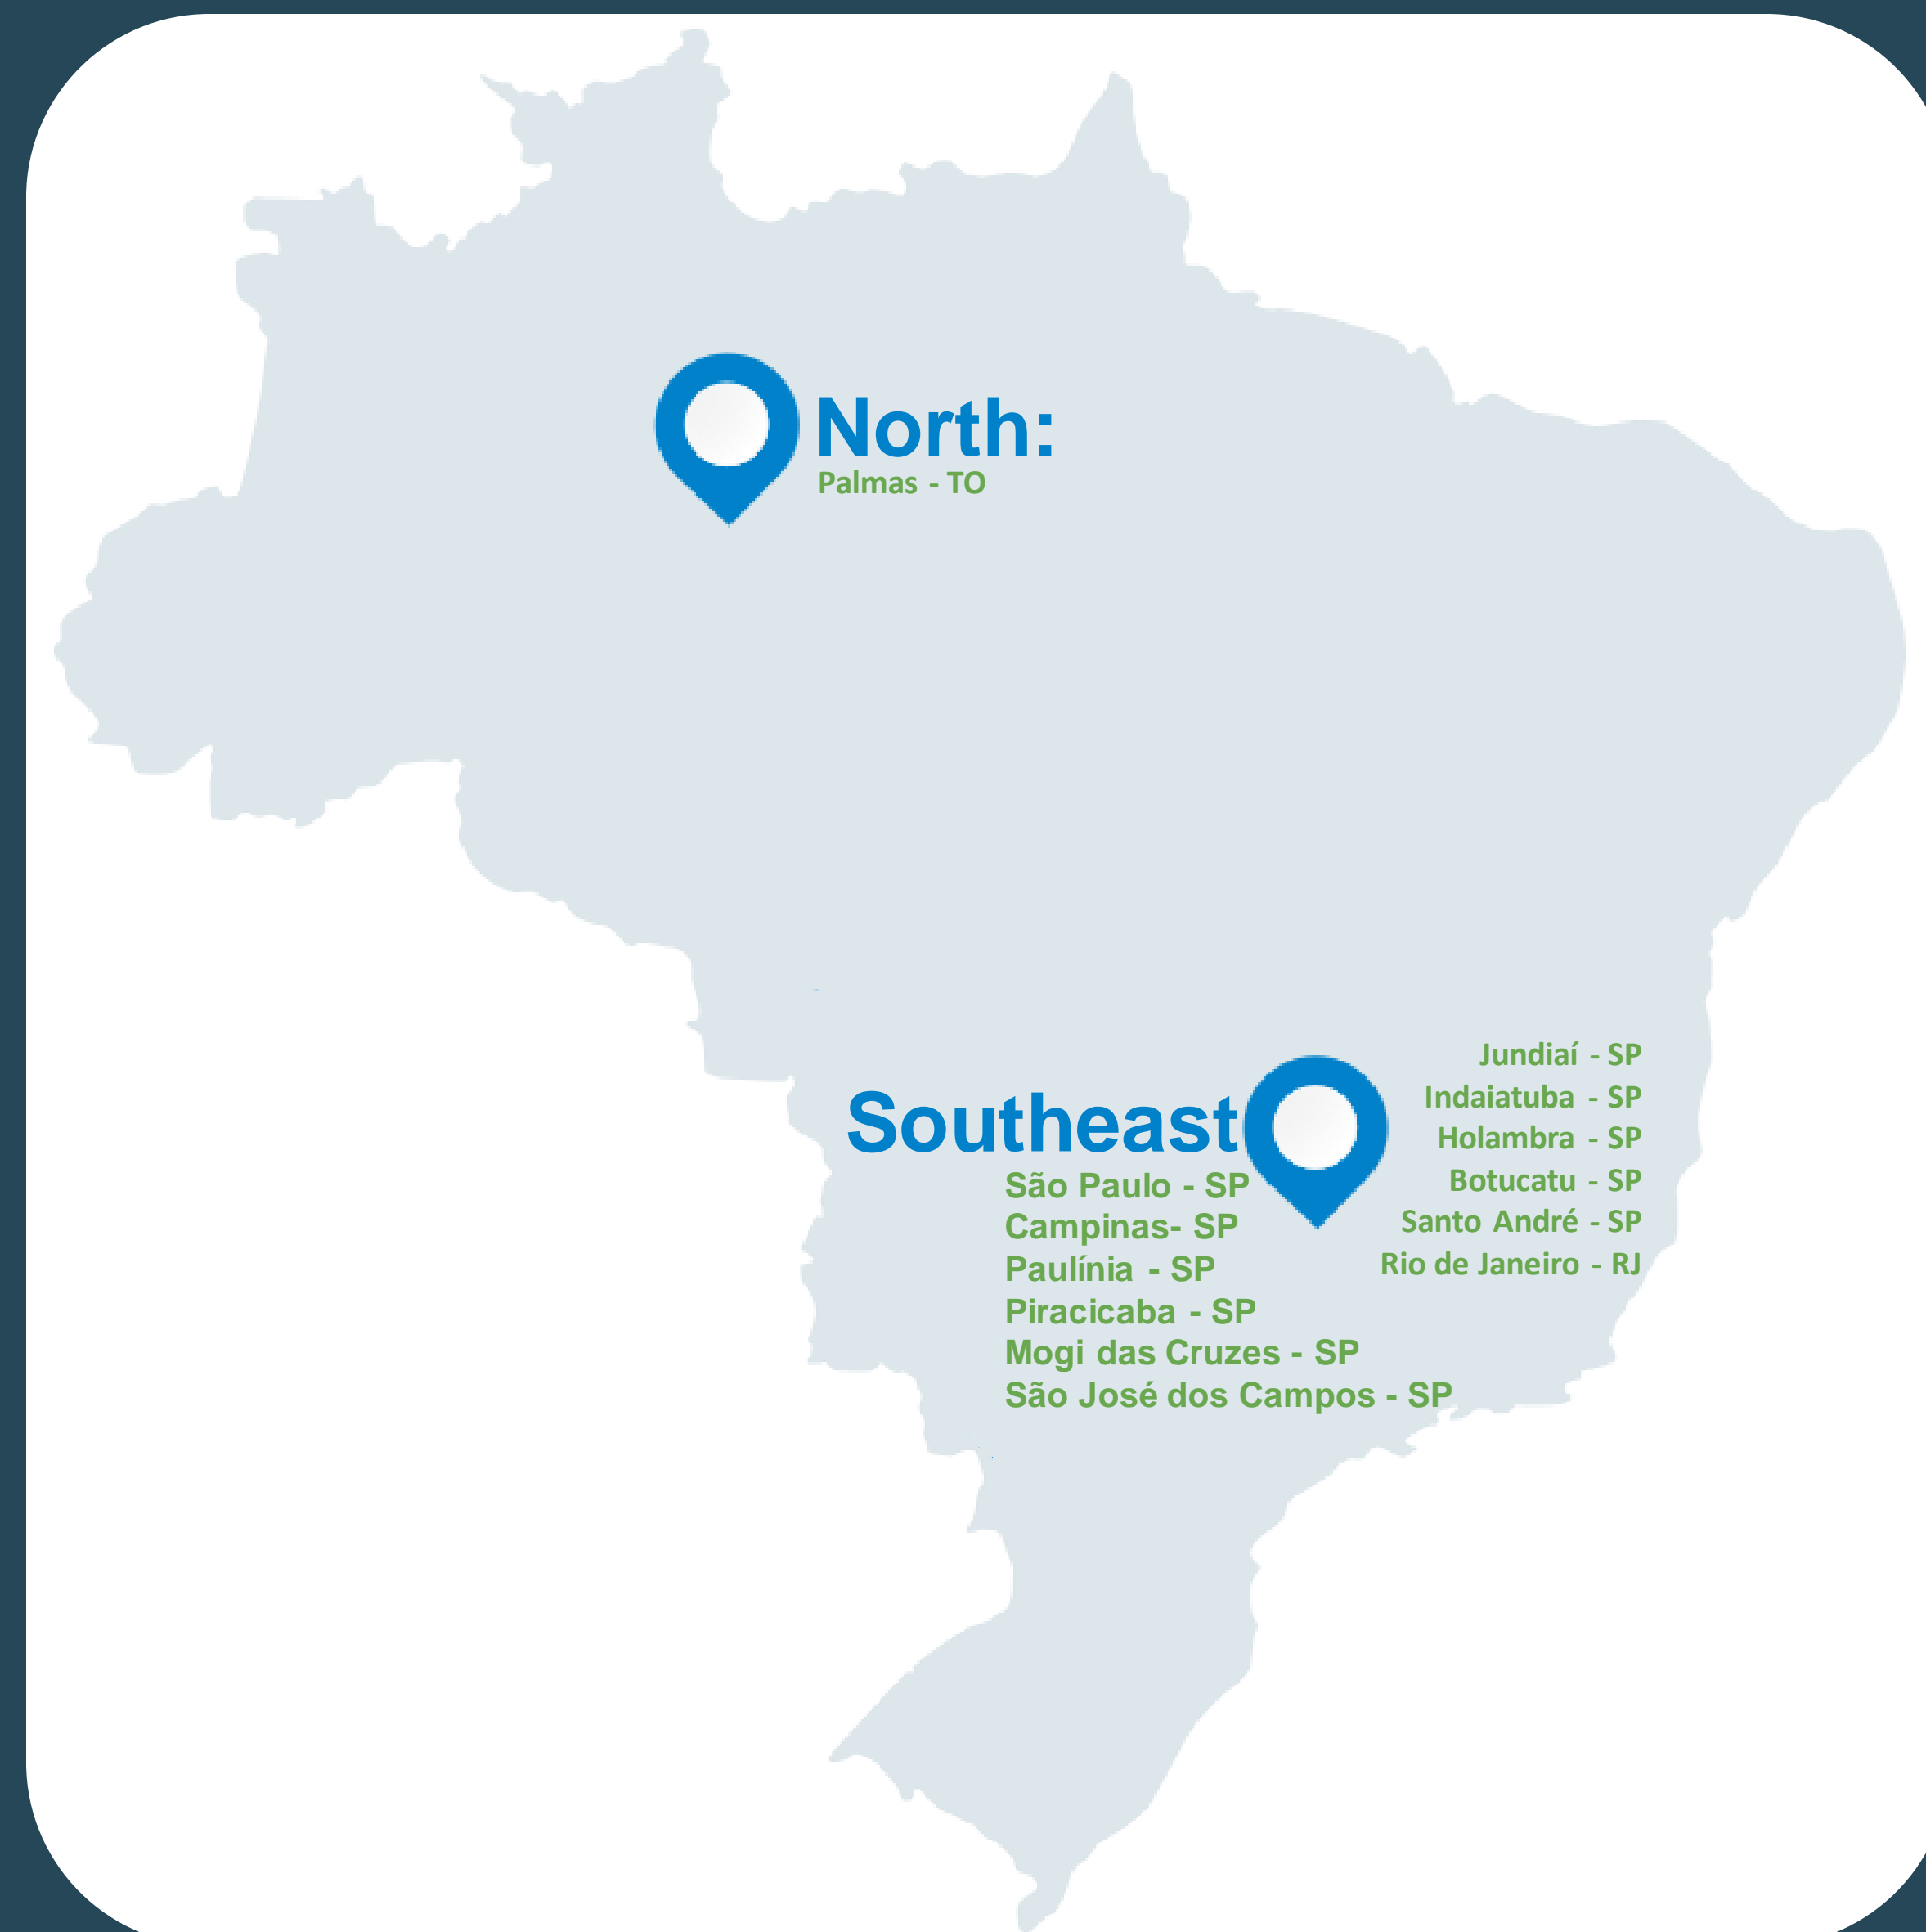 North:
Palmas - TO
Southeast
São Paulo - SP
Campinas- SP
Paulínia - SP
Piracicaba - SP
Mogi das Cruzes - SP
São José dos Campos - SP
Jundiaí - SP
Indaiatuba - SP
Holambra - SP
Botucatu - SP
Santo André - SP
Rio de Janeiro - RJ